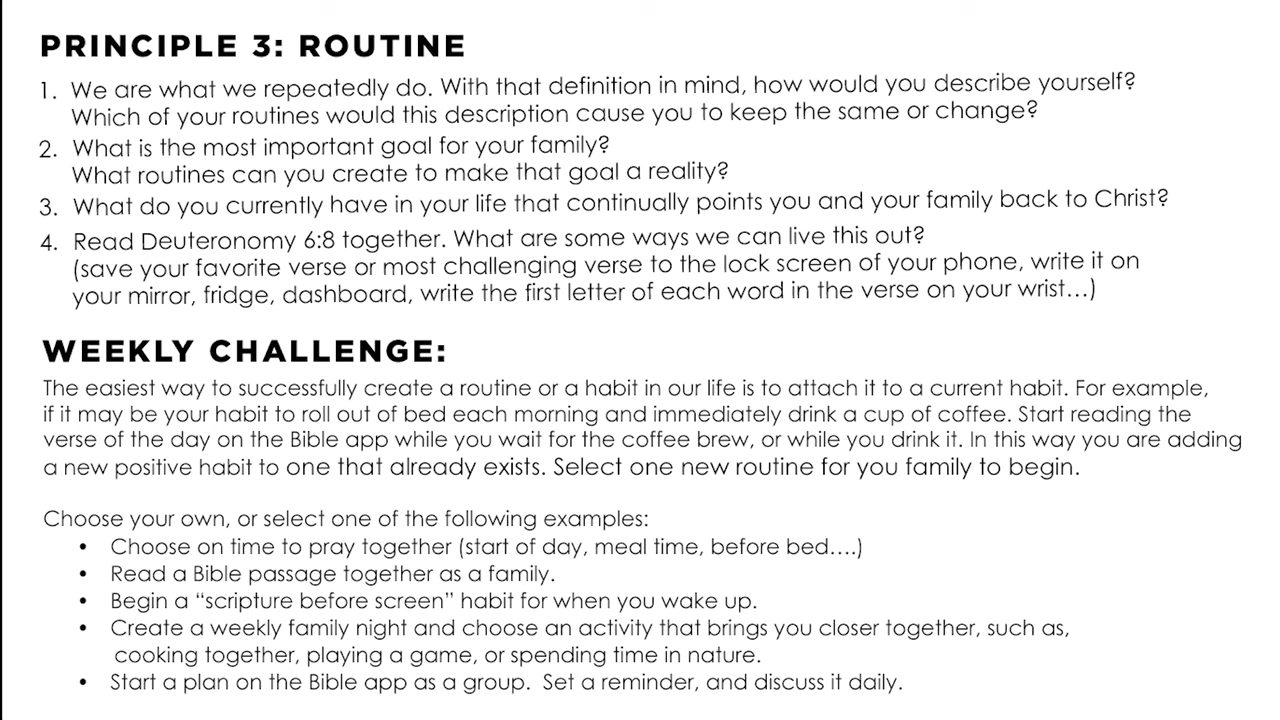 PRINCIPLE 3: ROUTINE
1. We are what we repeatedly do. With that definition in mind, how would you describe yourself?
Which of your routines would this description cause you to keep the same or change?
2. What is the most important goal for your family?
What routines can you create to make that goal a reality?
3. What do you currently have in your life that continually points you and your family back to Christ?
4. Read Deuteronomy 6:8 together. What are some ways we can live this out?
(save your favorite verse or most challenging verse to the lock screen of your phone, write it on
your mirror, fridge, dashboard, write the first letter of each word in the verse on your wrist…)
WEEKLY CHALLENGE:
The easiest way to successfully create a routine or a habit in our life is to attach it to a current habit. For example,
if it may be your habit to roll out of bed each morning and immediately drink a cup of coffee. Start reading the
verse of the day on the Bible app while you wait for the coffee brew, or while you drink it. In this way you are adding
a new positive habit to one that already exists. Select one new routine for you family to begin.
Choose your own, or select one of the following examples:
• Choose on time to pray together (start of day, meal time, before bed….)
• Read a Bible passage together as a family.
• Begin a “scripture before screen” habit for when you wake up.
• Create a weekly family night and choose an activity that brings you closer together, such as,
cooking together, playing a game, or spending time in nature.
• Start a plan on the Bible app as a group. Set a reminder, and discuss it daily.